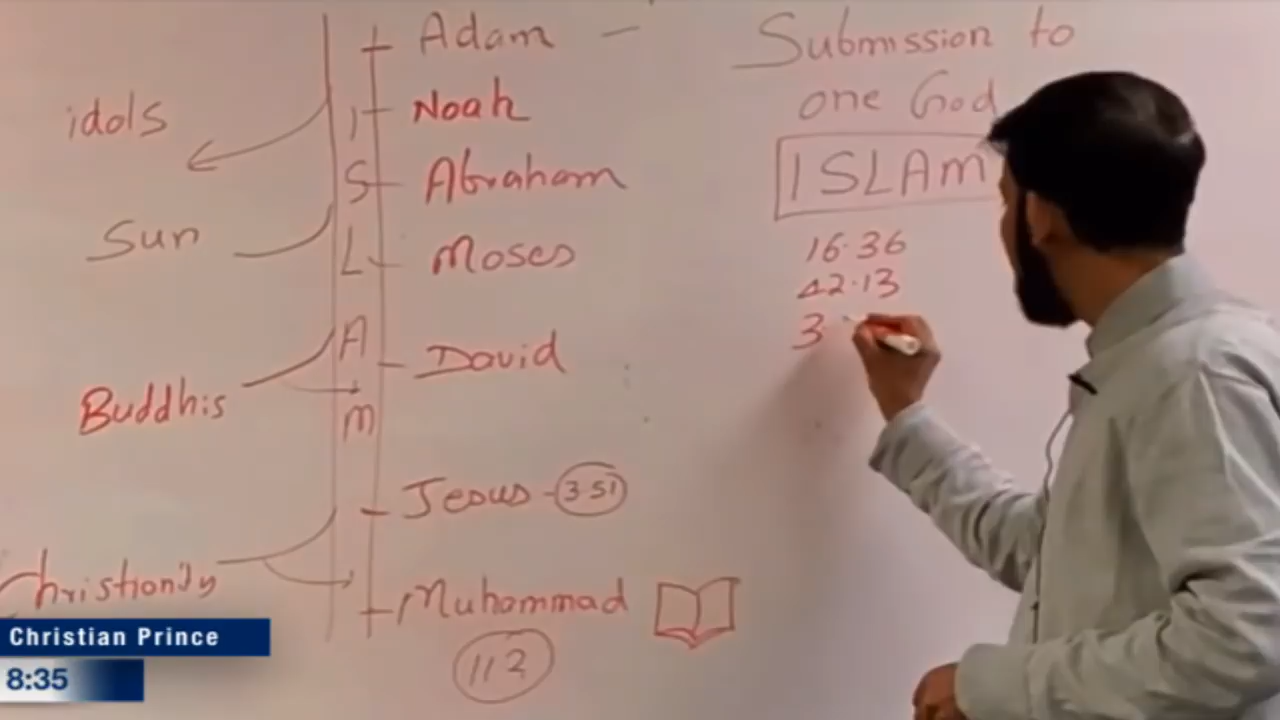 Adam –
Submission to
one God
ISLAM
16·36
42·13
3
idols
Sun
Buddhis
Christianity
I
S
L
A
M
Noah
Abraham
Moses
David
Jesus - 3·51
Muhammad
112
Christian Prince
8:35